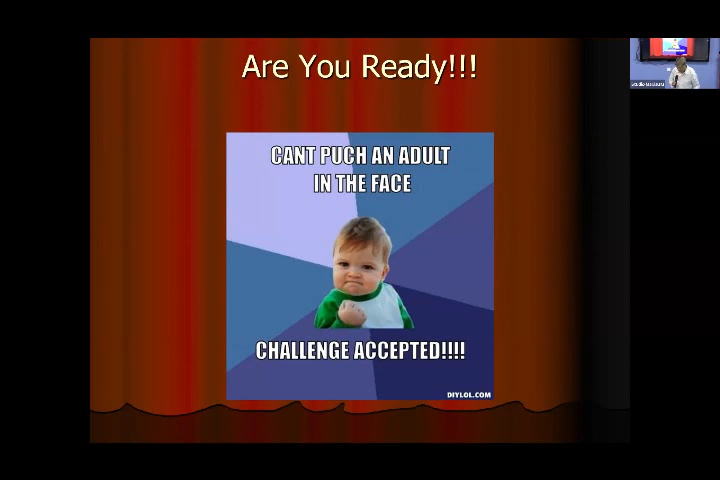 Are You Ready!!!
CANT PUCH AN ADULT
IN THE FACE
CHALLENGE ACCEPTED!!!!
DIYLOL.COM